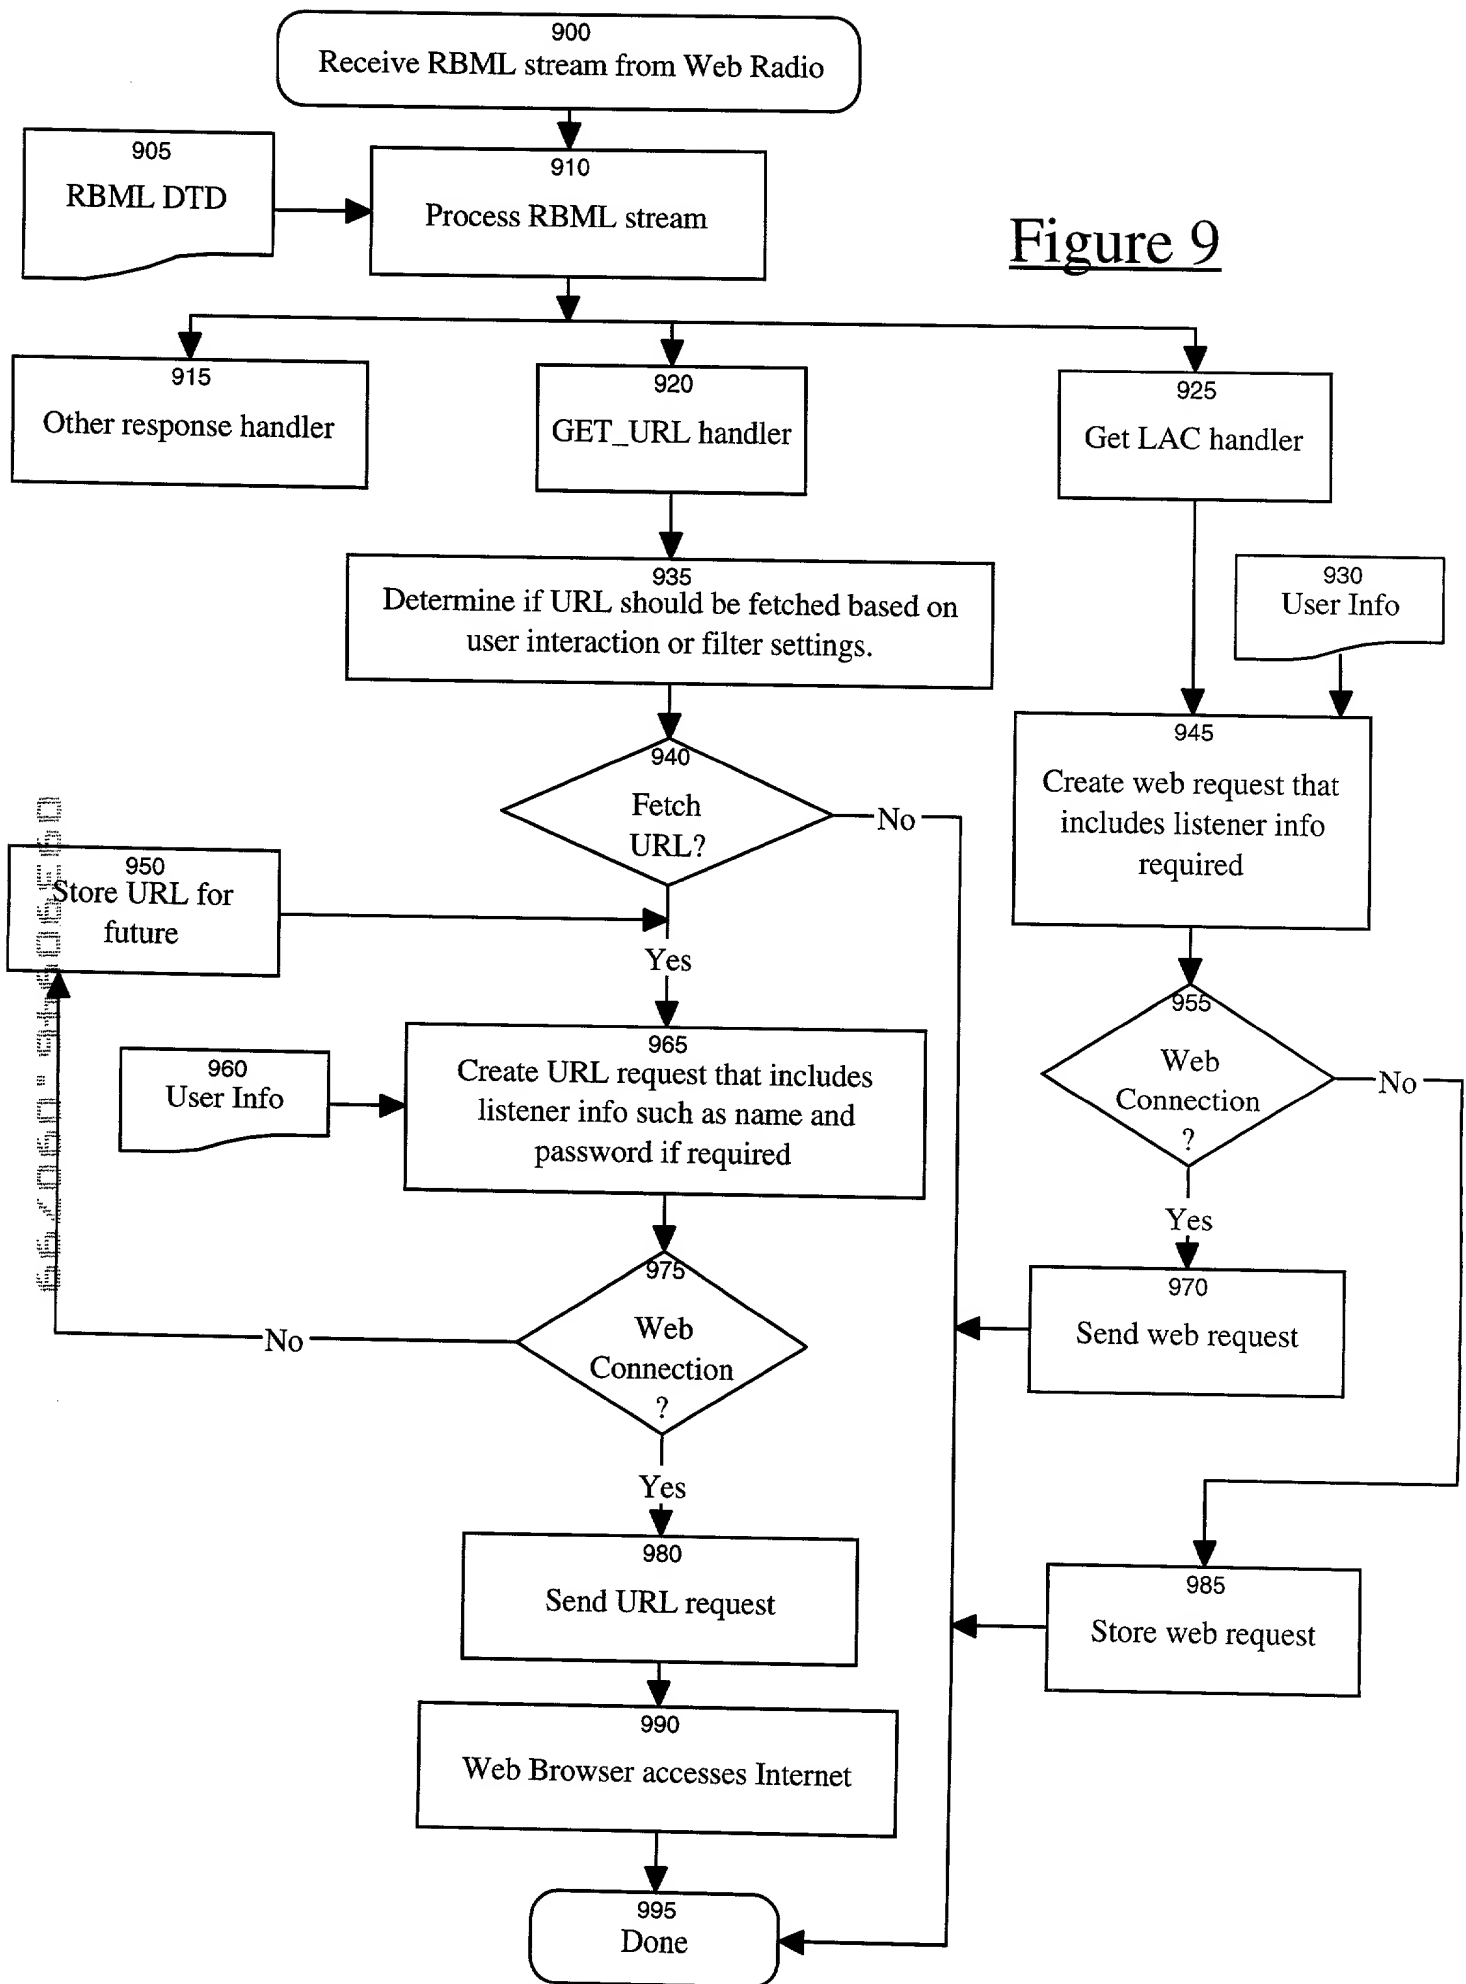 900
Receive RBML stream from Web Radio
905
RBML DTD
910
Process RBML stream
Figure 9
915
Other response handler
920
GET_URL handler
925
Get LAC handler
930
User Info
935
Determine if URL should be fetched based on
user interaction or filter settings.
940
Fetch
URL?
No
945
Create web request that
includes listener info
required
950
Store URL for
future
Yes
955
Web
Connection
?
No
960
User Info
965
Create URL request that includes
listener info such as name and
password if required
Yes
970
Send web request
975
Web
Connection
?
No
Yes
980
Send URL request
985
Store web request
990
Web Browser accesses Internet
995
Done